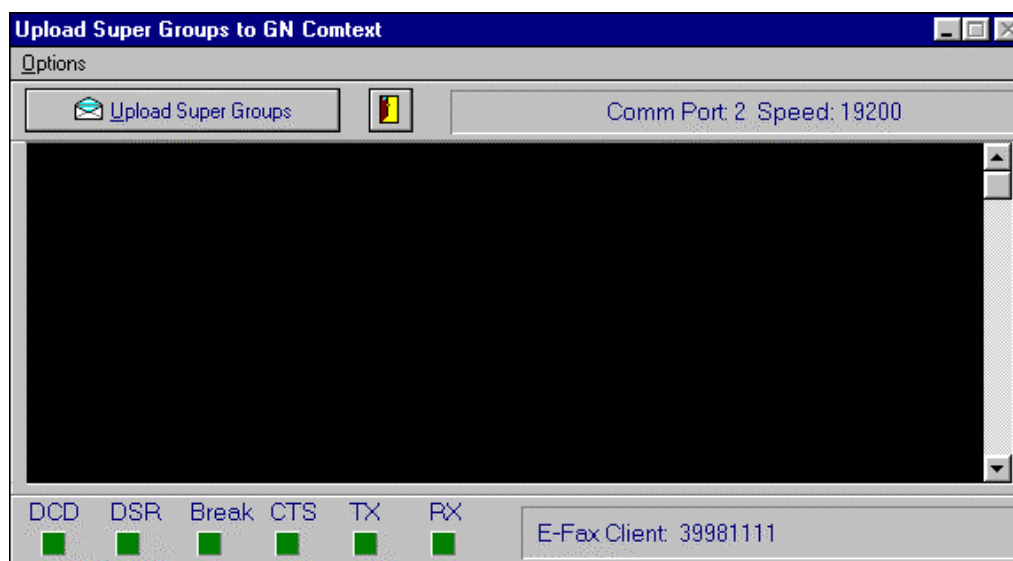 Upload Super Groups to GN Comtext
Options
Upload Super Groups
Comm Port: 2 Speed: 19200
DCD DSR Break CTS TX RX
E-Fax Client: 39981111